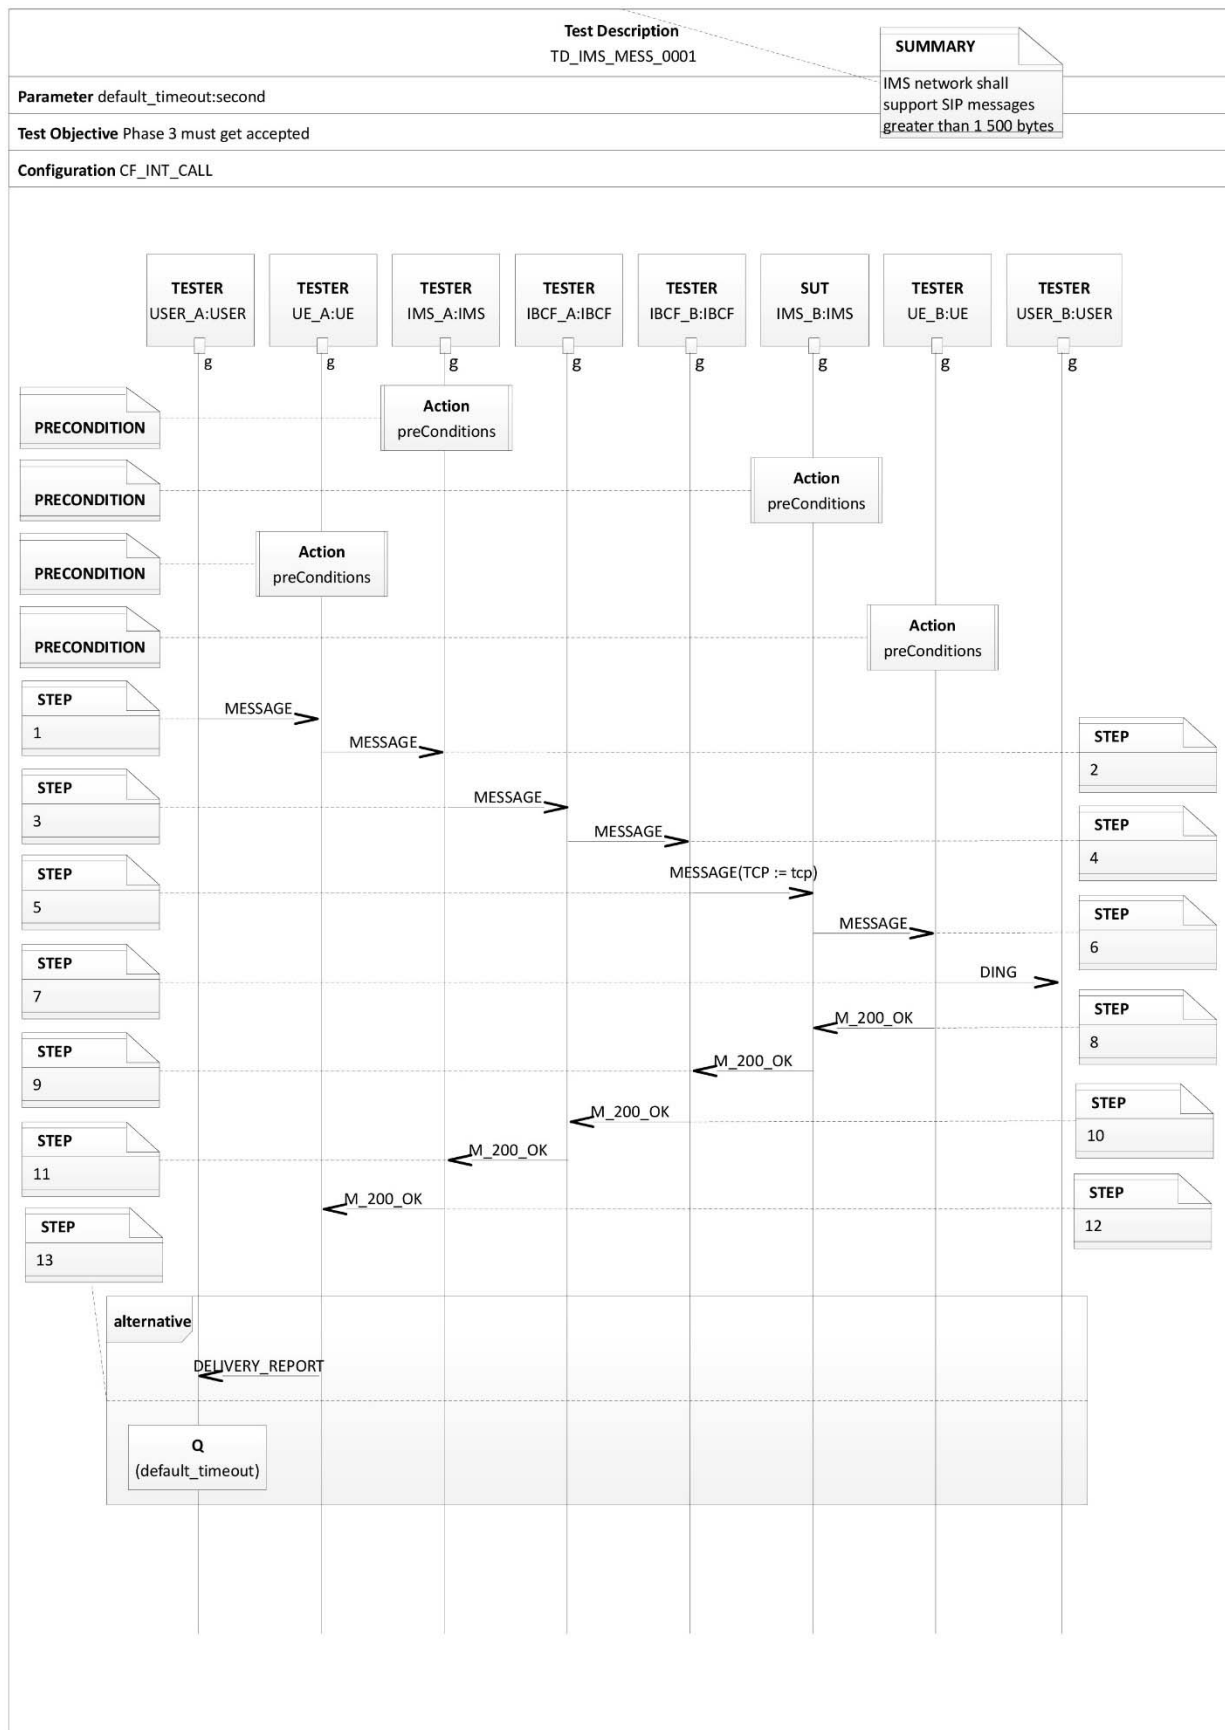 Test Description
TD_IMS_MESS_0001
SUMMARY
IMS network shall
support SIP messages
greater than 1 500 bytes
Parameter default_timeout:second
Test Objective Phase 3 must get accepted
Configuration CF_INT_CALL
TESTER
USER_A:USER
TESTER
UE_A:UE
TESTER
IMS_A:IMS
TESTER
IBCF_A:IBCF
TESTER
IBCF_B:IBCF
SUT
IMS_B:IMS
TESTER
UE_B:UE
TESTER
USER_B:USER
g
g
g
g
g
g
g
g
PRECONDITION
Action
preConditions
PRECONDITION
Action
preConditions
PRECONDITION
Action
preConditions
PRECONDITION
Action
preConditions
STEP
1
MESSAGE
MESSAGE
STEP
2
STEP
3
MESSAGE
MESSAGE
STEP
4
STEP
5
MESSAGE(TCP := tcp)
MESSAGE
STEP
6
STEP
7
DING
M_200_OK
STEP
8
STEP
9
M_200_OK
M_200_OK
STEP
10
STEP
11
M_200_OK
M_200_OK
STEP
12
STEP
13
alternative
DELIVERY_REPORT
Q
(default_timeout)